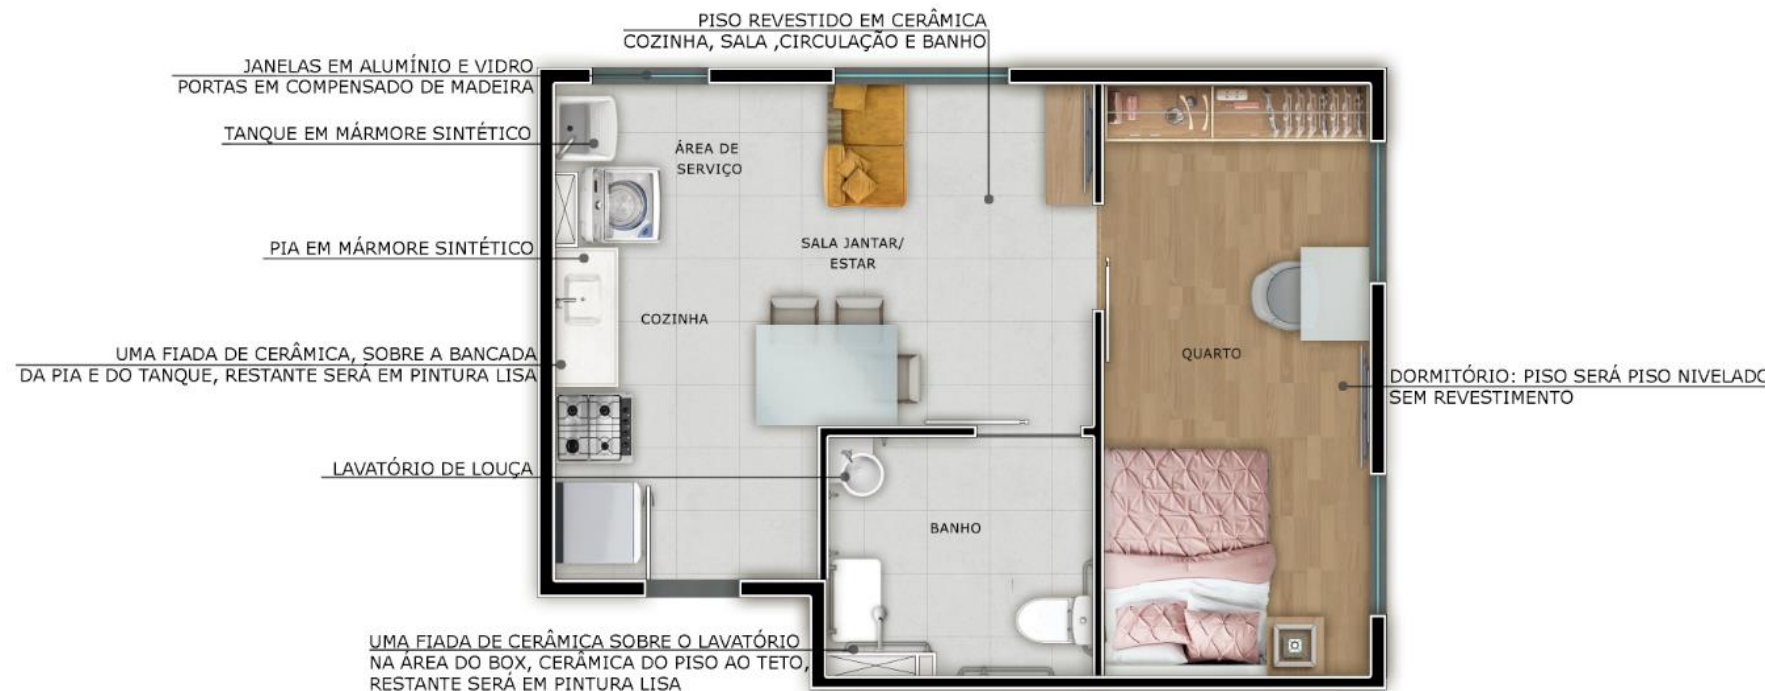 PISO REVESTIDO EM CERÂMICA
COZINHA, SALA ,CIRCULAÇÃO E BANHO
JANELAS EM ALUMÍNIO E VIDRO
PORTAS EM COMPENSADO DE MADEIRA
TANQUE EM MÁRMORE SINTÉTICO
ÁREA DE
SERVIÇO
PIA EM MÁRMORE SINTÉTICO
SALA JANTAR/
ESTAR
COZINHA
UMA FIADA DE CERÂMICA, SOBRE A BANCADA
DA PIA E DO TANQUE, RESTANTE SERÁ EM PINTURA LISA
QUARTO
DORMITÓRIO: PISO SERÁ PISO NIVELADO
SEM REVESTIMENTO
LAVATÓRIO DE LOUÇA
BANHO
UMA FIADA DE CERÂMICA SOBRE O LAVATÓRIO
NA ÁREA DO BOX, CERÂMICA DO PISO AO TETO,
RESTANTE SERÁ EM PINTURA LISA